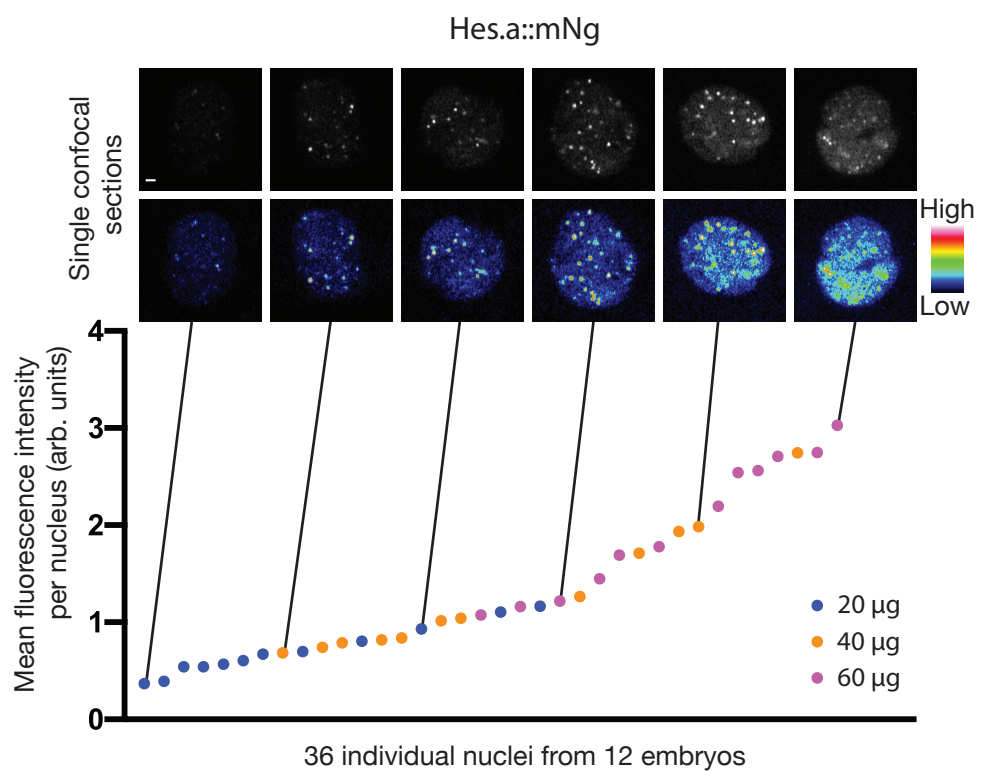 Hes.a::mNg
Single confocal
sections
High
Low
Mean fluorescence intensity
per nucleus (arb. units)
4
3
2
1
0
20 µg
40 µg
60 µg
36 individual nuclei from 12 embryos